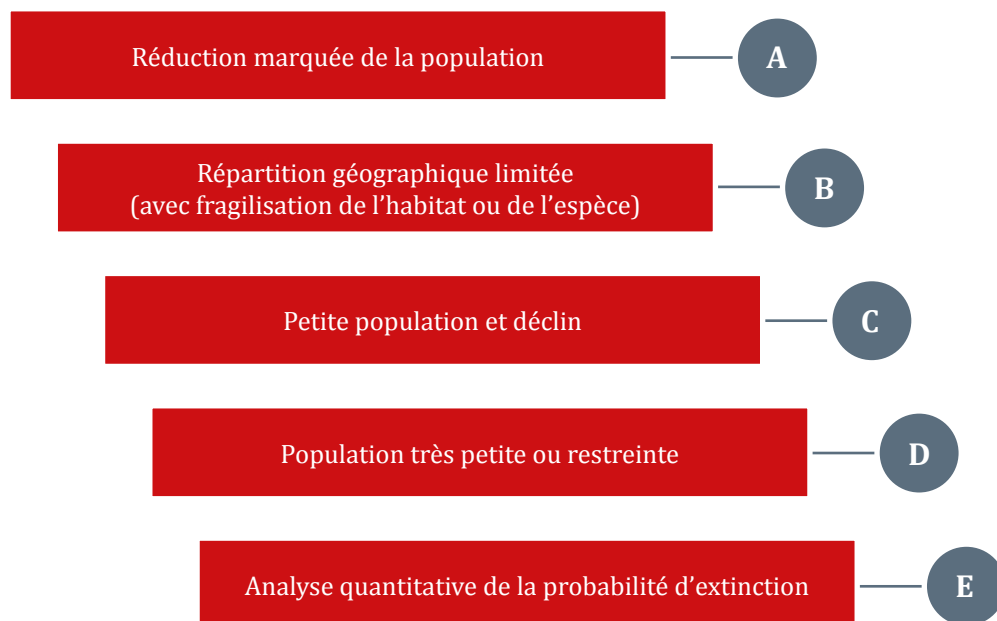 Réduction marquée de la population
A
Répartition géographique limitée
(avec fragilisation de l’habitat ou de l’espèce)
B
Petite population et déclin
C
Population très petite ou restreinte
D
Analyse quantitative de la probabilité d’extinction
E